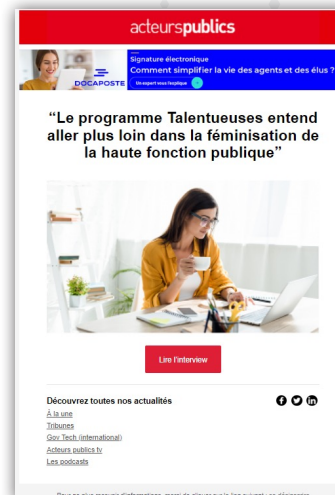 acteurspublics
Signature électronique
Comment simplifier la vie des agents et des élus ?
DOCAPOSTE
Un expert vous l'explique
“Le programme Talentueuses entend
aller plus loin dans la féminisation de
la haute fonction publique”
Lire l'interview
Découvrez toutes nos actualités
À la une
Tribunes
Gov Tech (international)
Acteurs publics tv
Les podcasts